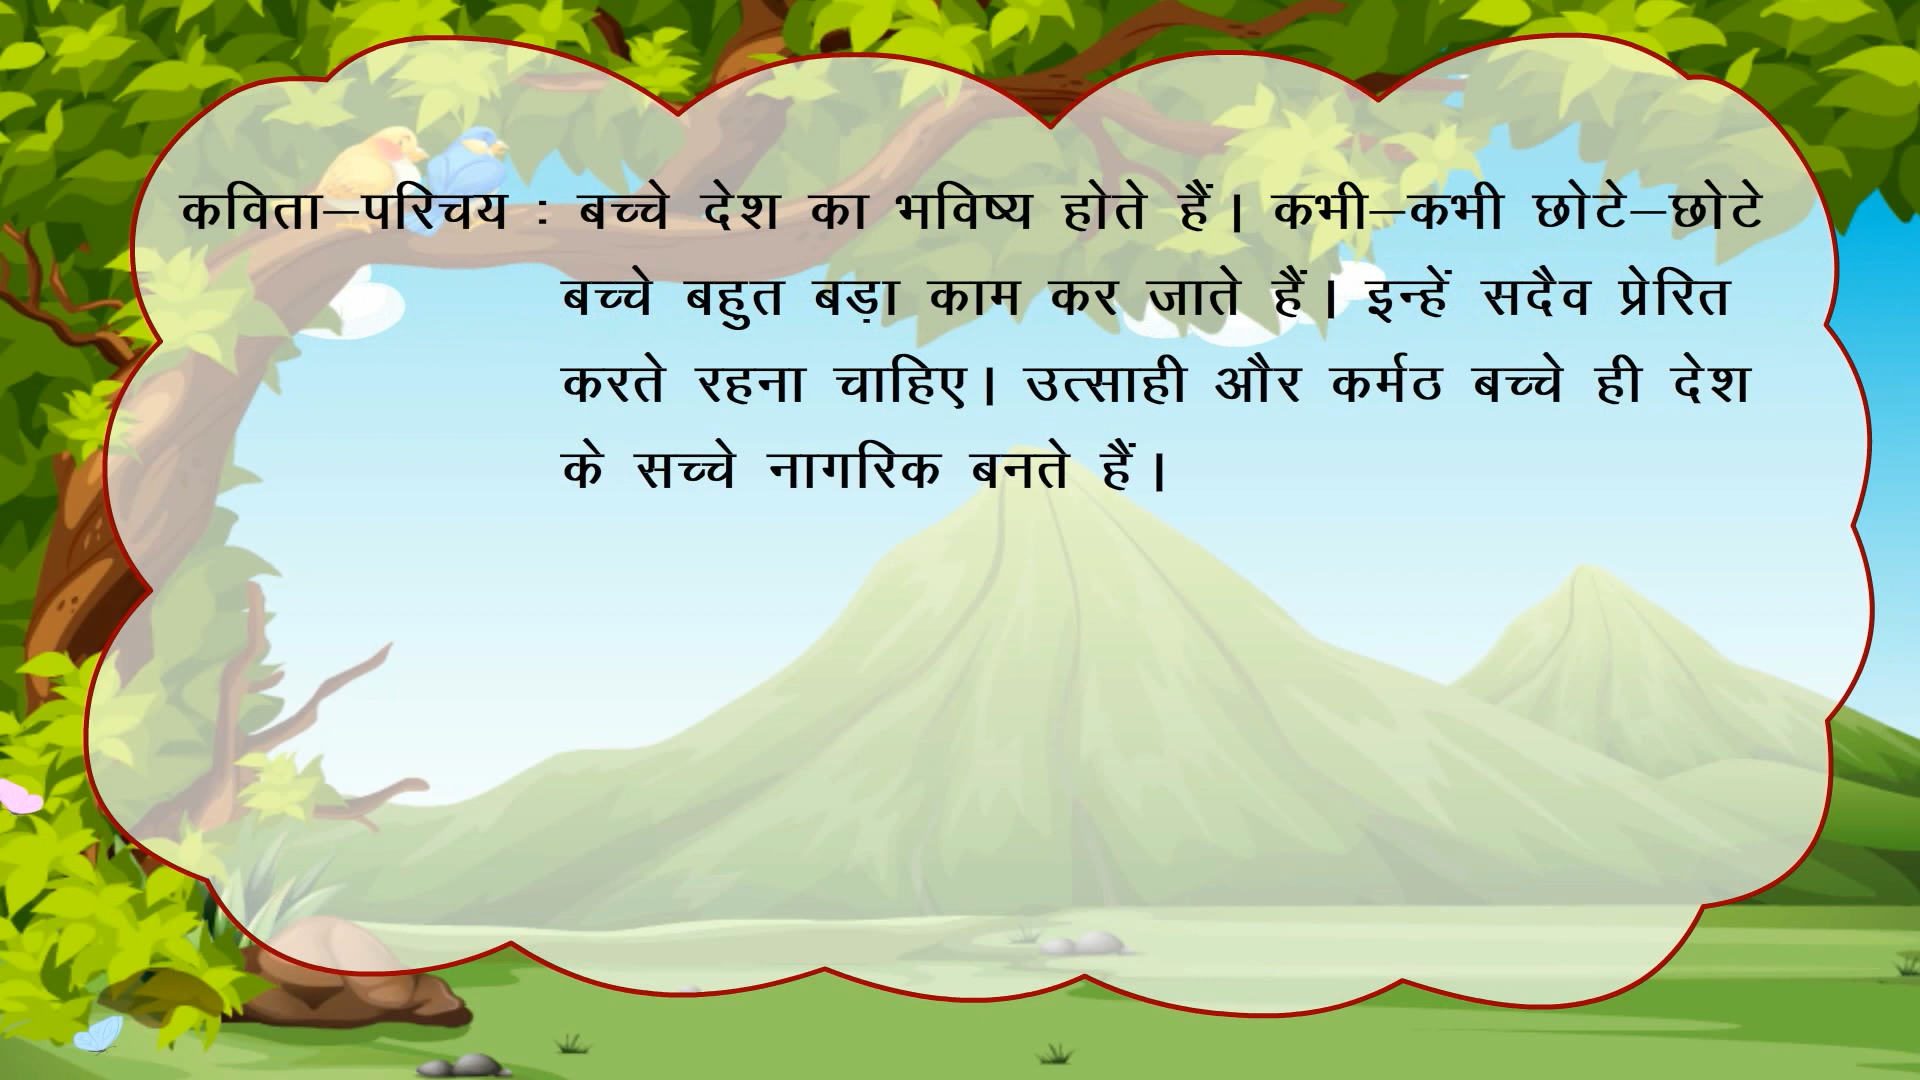 कविता–परिचय : बच्चे देश का भविष्य होते हैं। कभी–कभी छोटे–छोटे
बच्चे बहुत बड़ा काम कर जाते हैं। इन्हें सदैव प्रेरित
करते रहना चाहिए। उत्साही और कर्मठ बच्चे ही देश
के सच्चे नागरिक बनते हैं।